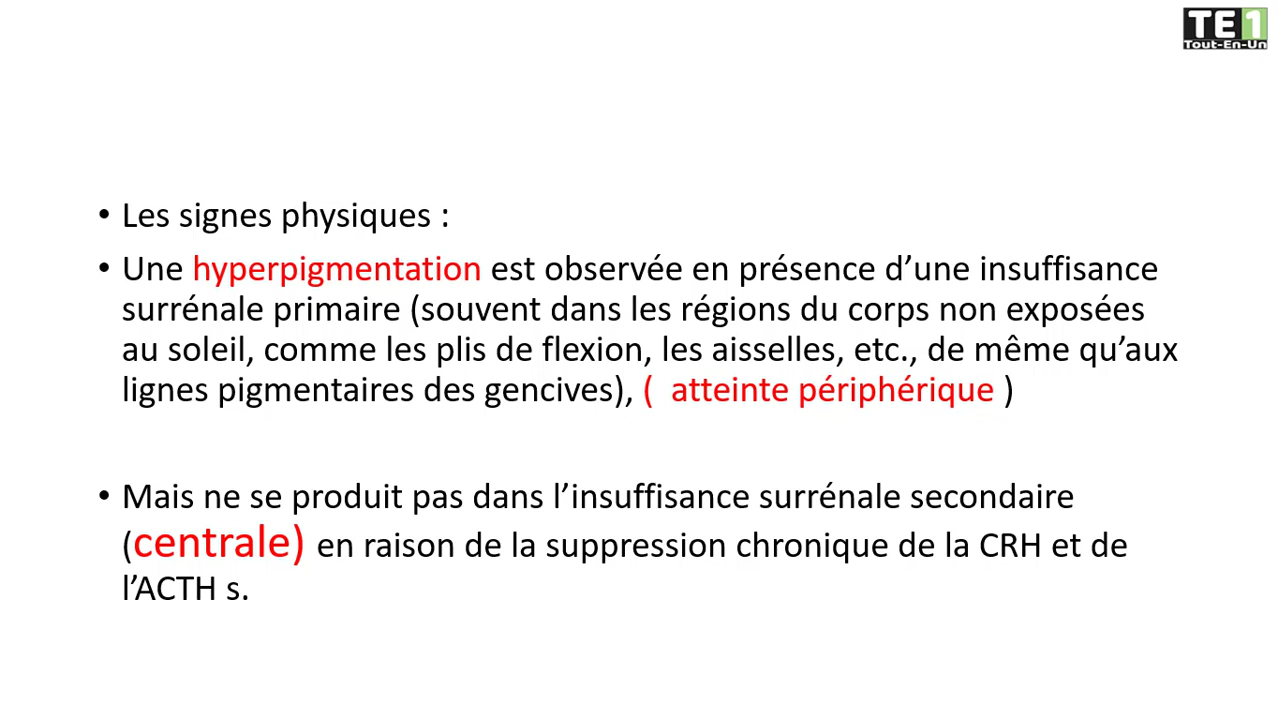 TE1
Tout-En-Un
• Les signes physiques :
• Une hyperpigmentation est observée en présence d’une insuffisance
surrénale primaire (souvent dans les régions du corps non exposées
au soleil, comme les plis de flexion, les aisselles, etc., de même qu’aux
lignes pigmentaires des gencives), ( atteinte périphérique )
• Mais ne se produit pas dans l’insuffisance surrénale secondaire
(centrale) en raison de la suppression chronique de la CRH et de
l’ACTH s.